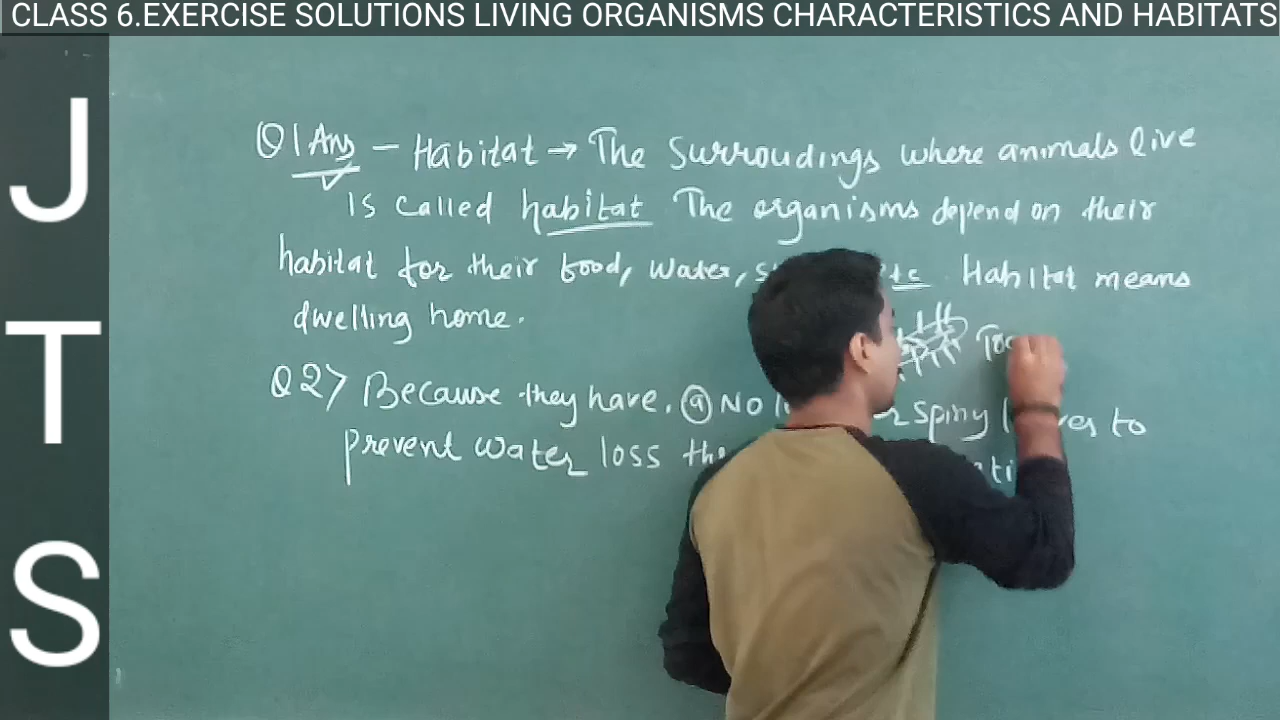 CLASS 6.EXERCISE SOLUTIONS LIVING ORGANISMS CHARACTERISTICS AND HABITATS
J
T
S
Q1 Ans - Habitat → The Surroudings where animals live
Is called habitat The organisms depend on their
habitat for their food, water, etc Habitat means
dwelling home.
Q2> Because they have. (a) No spiny to
prevent water loss